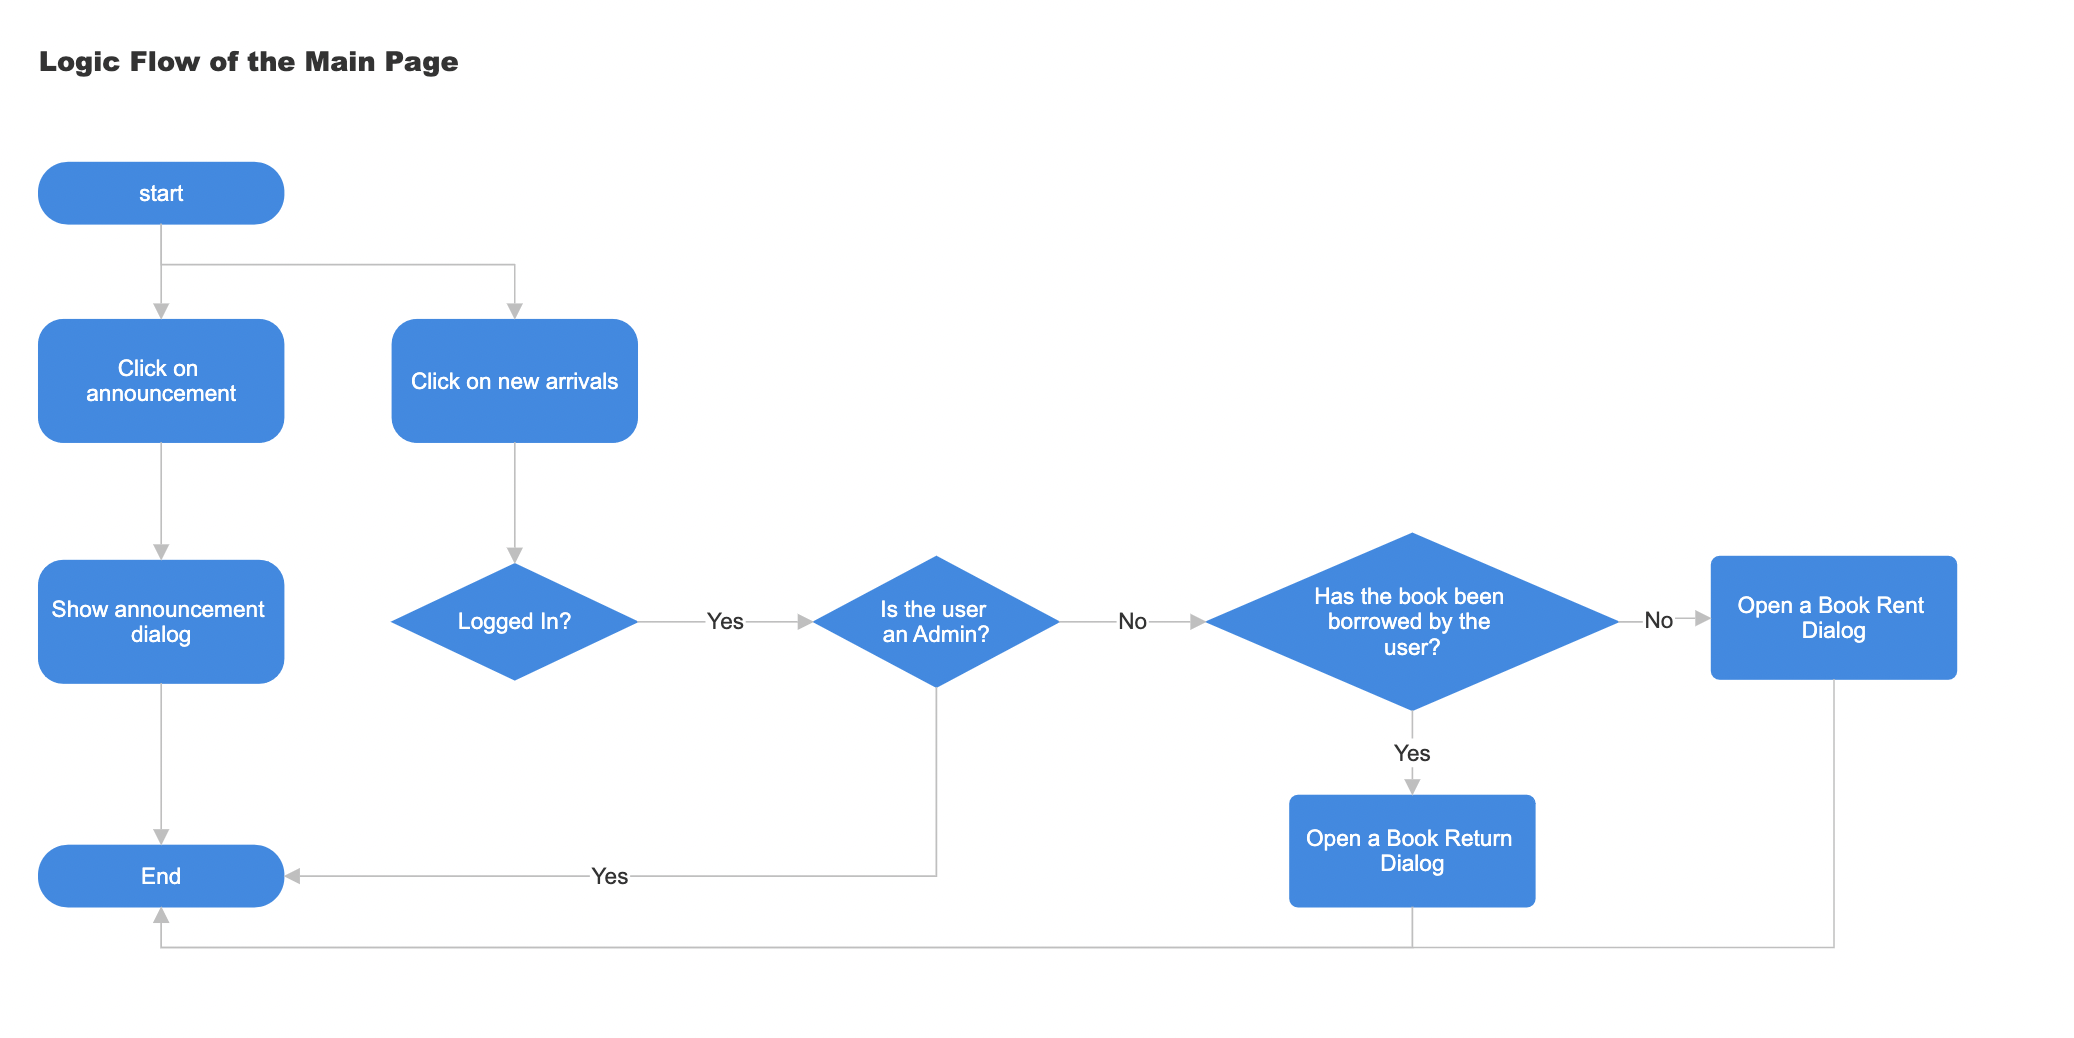 Logic Flow of the Main Page
start
Click on
announcement
Click on new arrivals
Show announcement
dialog
Logged In?
Yes
Is the user
an Admin?
No
Has the book been
borrowed by the
user?
No
Open a Book Rent
Dialog
Yes
Open a Book Return
Dialog
End
Yes